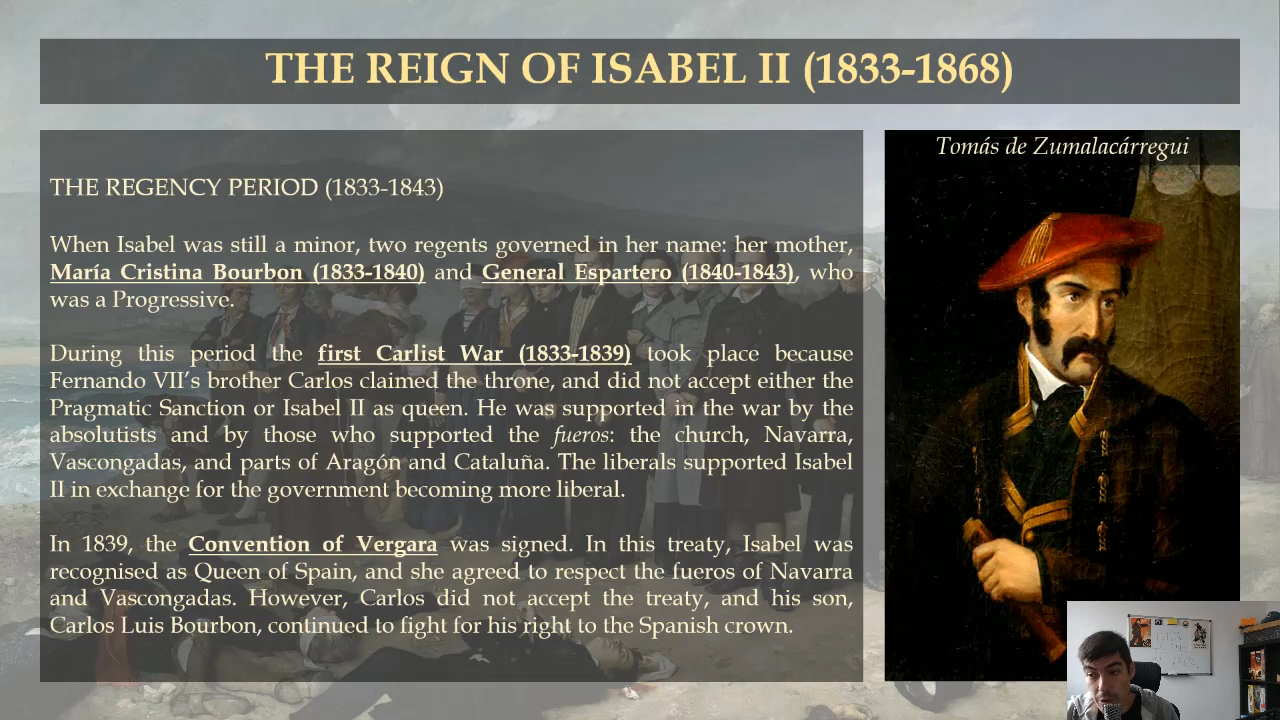 THE REIGN OF ISABEL II (1833-1868)
THE REGENCY PERIOD (1833-1843)
When Isabel was still a minor, two regents governed in her name: her mother,
María Cristina Bourbon (1833-1840) and General Espartero (1840-1843), who
was a Progressive.
During this period the first Carlist War (1833-1839) took place because
Fernando VII's brother Carlos claimed the throne, and did not accept either the
Pragmatic Sanction or Isabel II as queen. He was supported in the war by the
absolutists and by those who supported the fueros: the church, Navarra,
Vascongadas, and parts of Aragón and Cataluña. The liberals supported Isabel
II in exchange for the government becoming more liberal.
In 1839, the Convention of Vergara was signed. In this treaty, Isabel was
recognised as Queen of Spain, and she agreed to respect the fueros of Navarra
and Vascongadas. However, Carlos did not accept the treaty, and his son,
Carlos Luis Bourbon, continued to fight for his right to the Spanish crown.
Tomás de Zumalacárregui